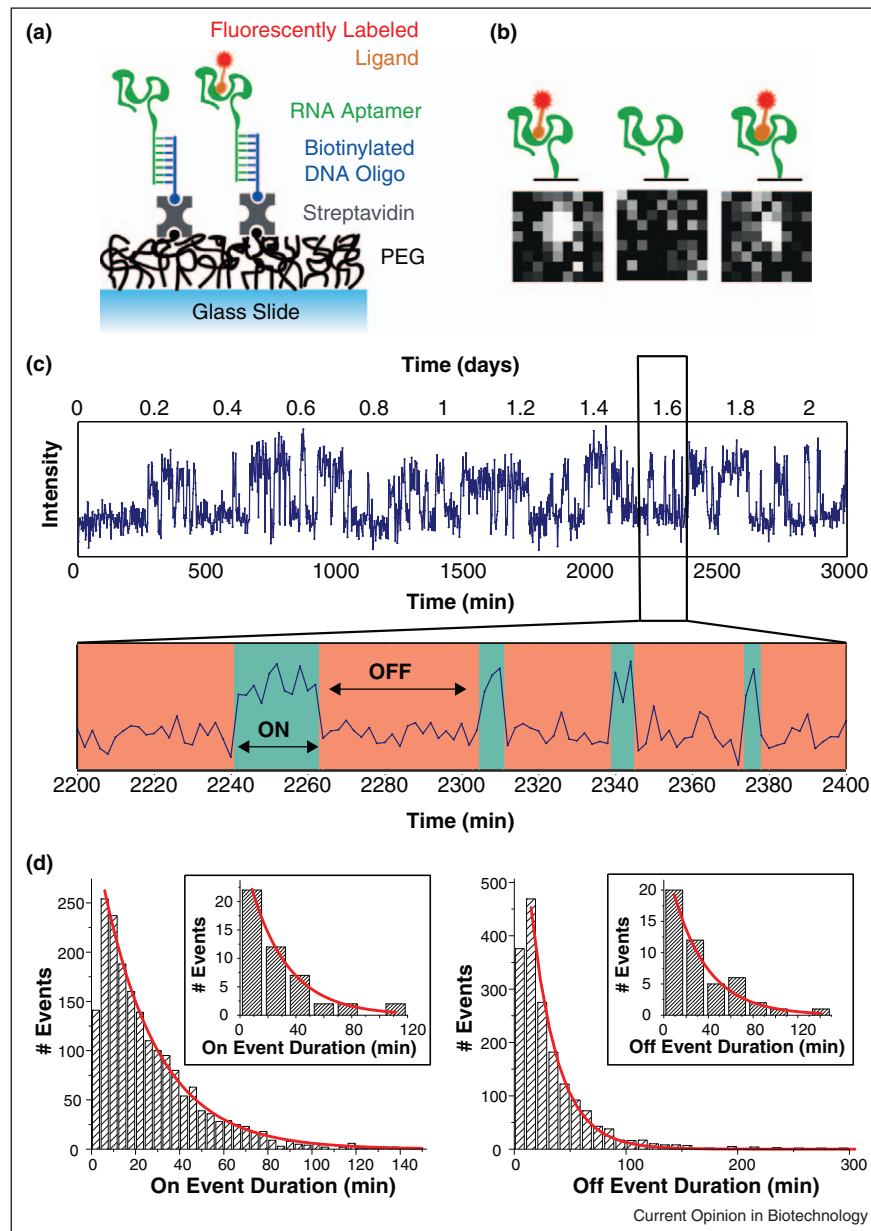 (a)
Fluorescently Labeled
Ligand
RNA Aptamer
Biotinylated
DNA Oligo
Streptavidin
PEG
Glass Slide
(b)
(c)
Time (days)
0 0.2 0.4 0.6 0.8 1 1.2 1.4 1.6 1.8 2
Intensity
0 500 1000 1500 2000 2500 3000
Time (min)
OFF
ON
2200 2220 2240 2260 2280 2300 2320 2340 2360 2380 2400
Time (min)
(d)
# Events
250
200
150
100
50
0
0 20 40 60 80 100 120 140
On Event Duration (min)
# Events
20
15
10
5
0
0 40 80 120
On Event Duration (min)
# Events
500
400
300
200
100
0
0 100 200 300
Off Event Duration (min)
# Events
20
15
10
5
0
0 40 80 120
Off Event Duration (min)
Current Opinion in Biotechnology